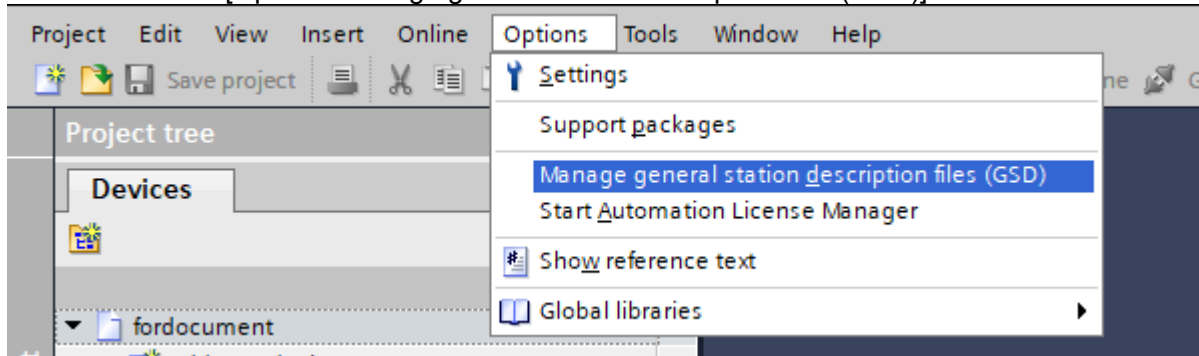 Project Edit View Insert Online Options Tools Window Help
Save project
Settings
Support packages
Project tree
Manage general station description files (GSD)
Devices
Start Automation License Manager
Show reference text
Global libraries
fordocument